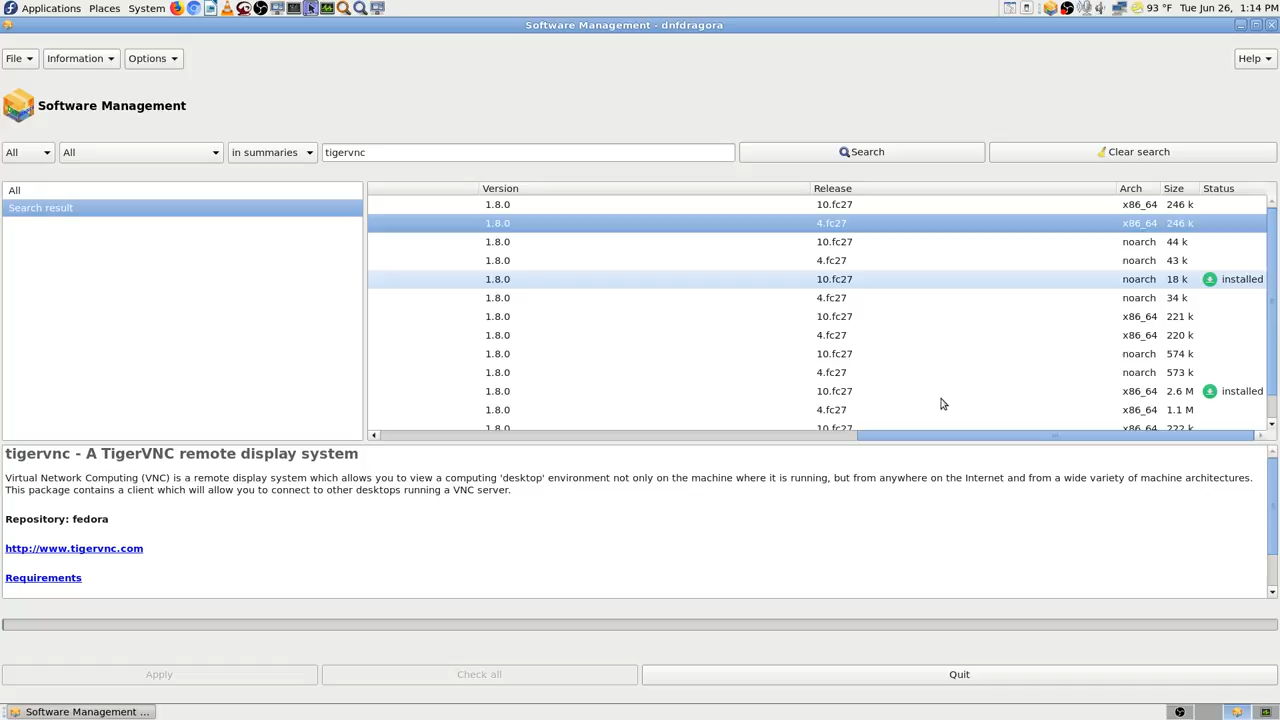 Applications Places System 93 °F Tue Jun 26, 1:14 PM
Software Management - dnfdragora
File Information Options Help
Software Management
All All in summaries tigervnc Search Clear search
All
Search result
Version Release Arch Size Status
1.8.0 10.fc27 x86_64 246 k
1.8.0 4.fc27 x86_64 246 k
1.8.0 10.fc27 noarch 44 k
1.8.0 4.fc27 noarch 43 k
1.8.0 10.fc27 noarch 18 k installed
1.8.0 4.fc27 noarch 34 k
1.8.0 10.fc27 x86_64 221 k
1.8.0 4.fc27 x86_64 220 k
1.8.0 10.fc27 noarch 574 k
1.8.0 4.fc27 noarch 573 k
1.8.0 10.fc27 x86_64 2.6 M installed
1.8.0 4.fc27 x86_64 1.1 M
1.8.0 10.fc27 x86_64 222 k
tigervnc - A TigerVNC remote display system
Virtual Network Computing (VNC) is a remote display system which allows you to view a computing 'desktop' environment not only on the machine where it is running, but from anywhere on the Internet and from a wide variety of machine architectures.
This package contains a client which will allow you to connect to other desktops running a VNC server.
Repository: fedora
http://www.tigervnc.com
Requirements
Apply Check all Quit
Software Management ...